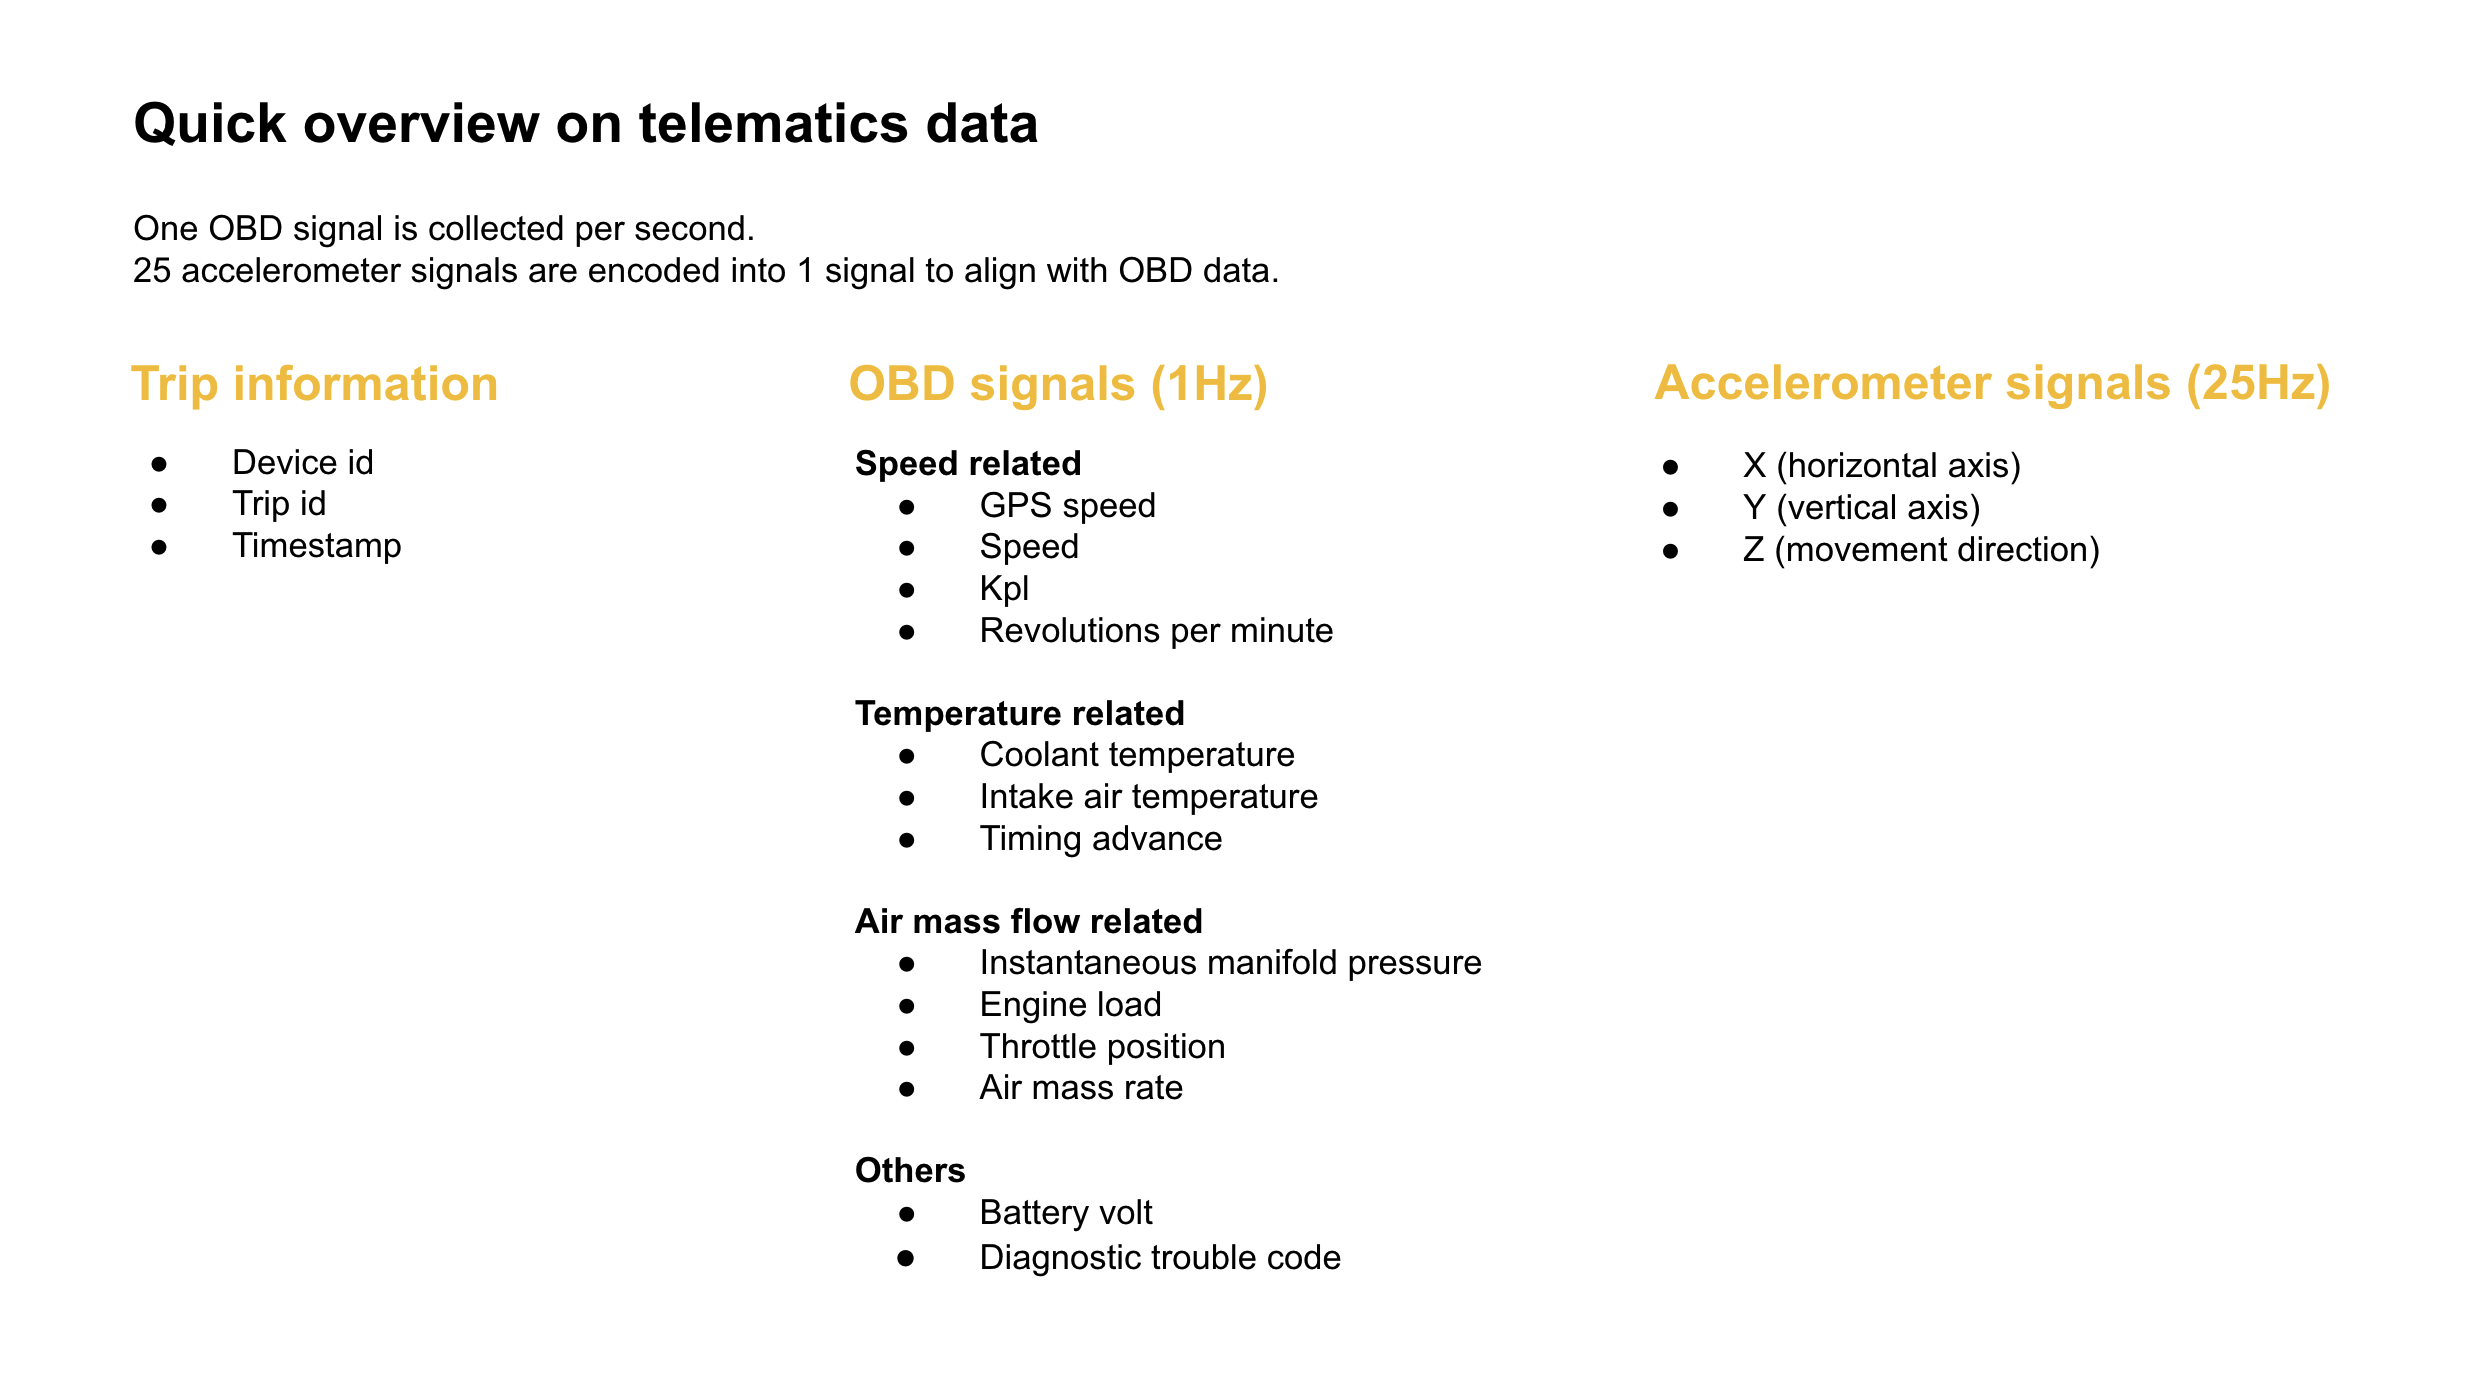 Quick overview on telematics data
One OBD signal is collected per second.
25 accelerometer signals are encoded into 1 signal to align with OBD data.
Trip information
● Device id
● Trip id
● Timestamp
OBD signals (1Hz)
Speed related
● GPS speed
● Speed
● Kpl
● Revolutions per minute
Temperature related
● Coolant temperature
● Intake air temperature
● Timing advance
Air mass flow related
● Instantaneous manifold pressure
● Engine load
● Throttle position
● Air mass rate
Others
● Battery volt
● Diagnostic trouble code
Accelerometer signals (25Hz)
● X (horizontal axis)
● Y (vertical axis)
● Z (movement direction)